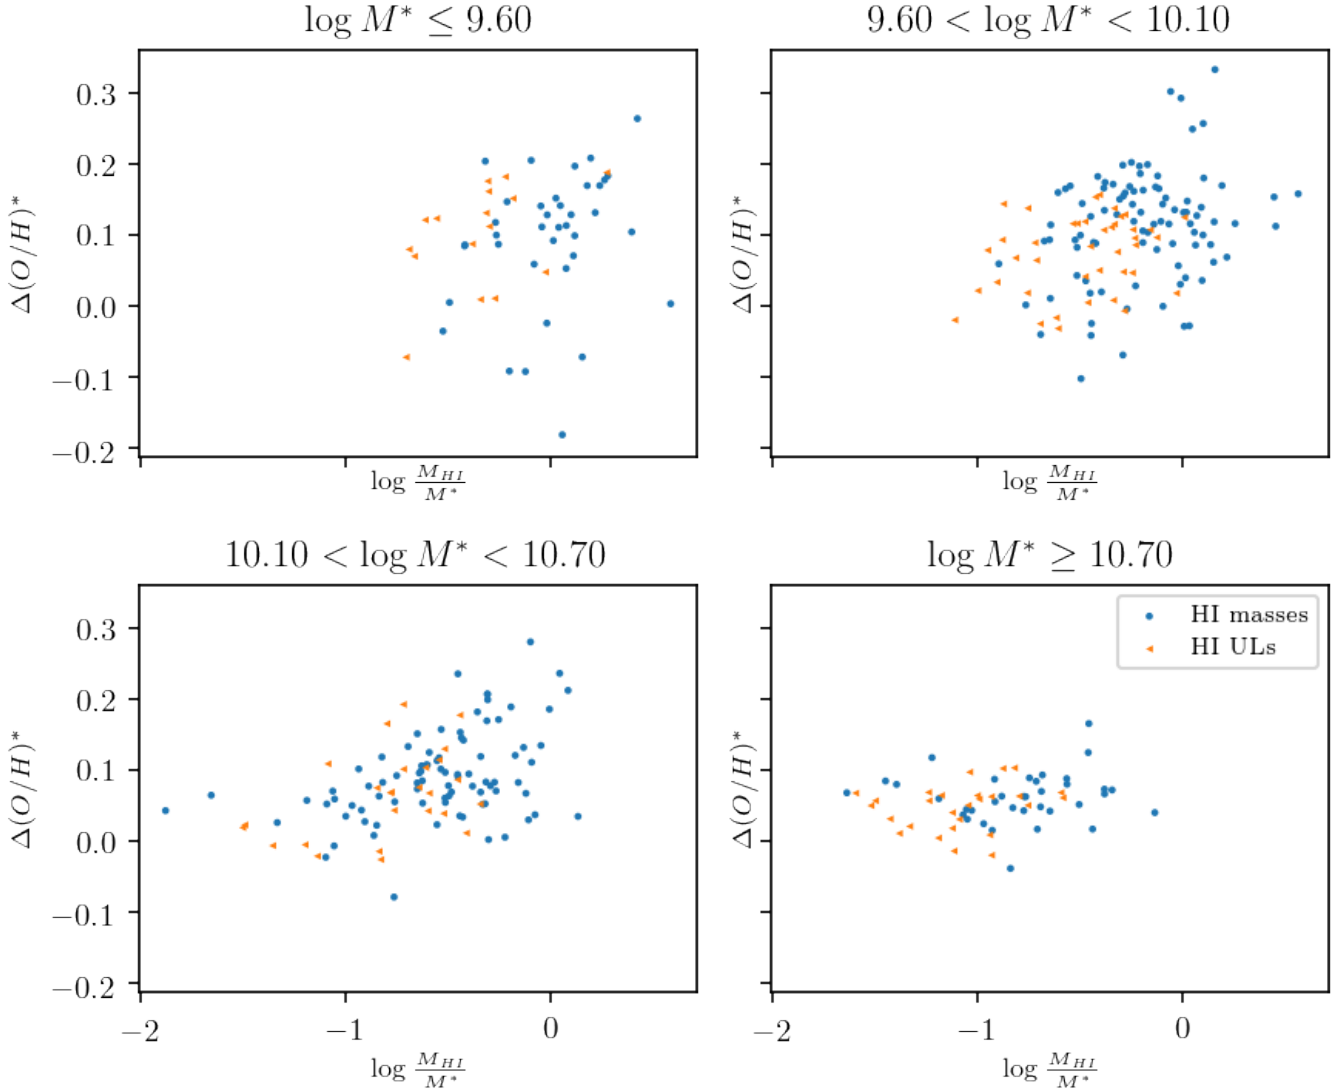 log M* ≤ 9.60
9.60 < log M* < 10.10
0.3
0.2
0.1
0.0
−0.1
−0.2
Δ(O/H)*
Δ(O/H)*
log M_HI/M*
log M_HI/M*
10.10 < log M* < 10.70
log M* ≥ 10.70
HI masses
HI ULs
0.3
0.2
0.1
0.0
−0.1
−0.2
Δ(O/H)*
Δ(O/H)*
−2 −1 0
−2 −1 0
log M_HI/M*
log M_HI/M*